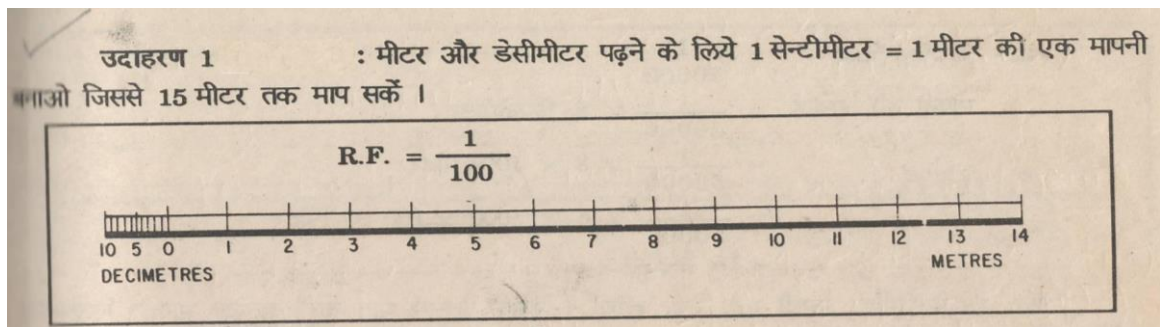 उदाहरण 1 : मीटर और डेसीमीटर पढ़ने के लिये 1 सेन्टीमीटर = 1 मीटर की एक मापनी
बनाओ जिससे 15 मीटर तक माप सकें ।
R.F. = 1
100
10 5 0 1 2 3 4 5 6 7 8 9 10 11 12 13 14
DECIMETRES METRES